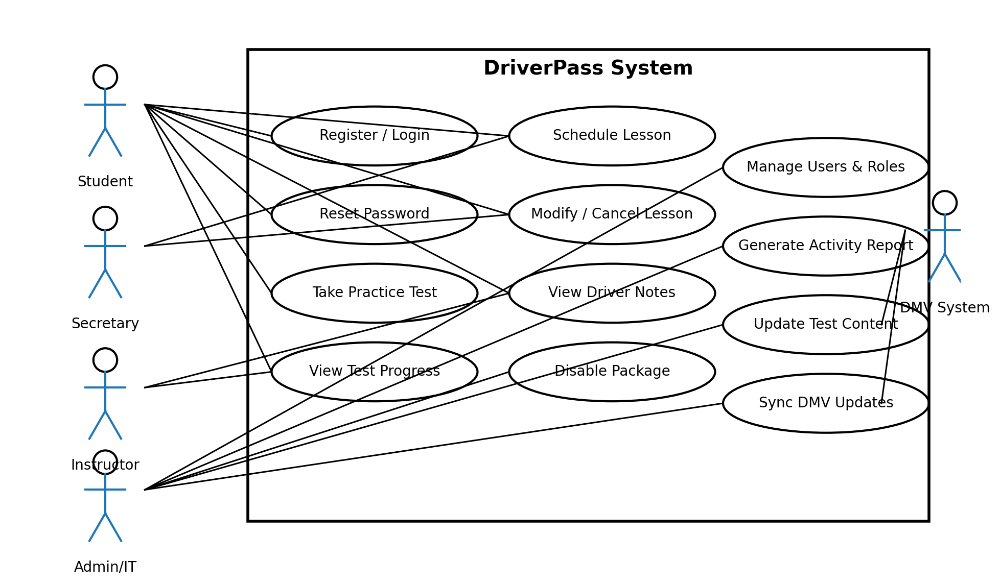 DriverPass System
Student
Secretary
Instructor
Admin/IT
Register / Login
Reset Password
Take Practice Test
View Test Progress
Schedule Lesson
Modify / Cancel Lesson
View Driver Notes
Disable Package
Manage Users & Roles
Generate Activity Report
Update Test Content
Sync DMV Updates
DMV System